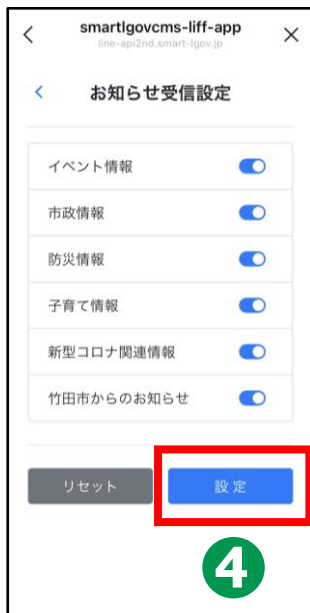 smartlgovcms-liff-app
line-api2nd.smart-lgov.jp
お知らせ受信設定
イベント情報
市政情報
防災情報
子育て情報
新型コロナ関連情報
竹田市からのお知らせ
リセット
設定
4